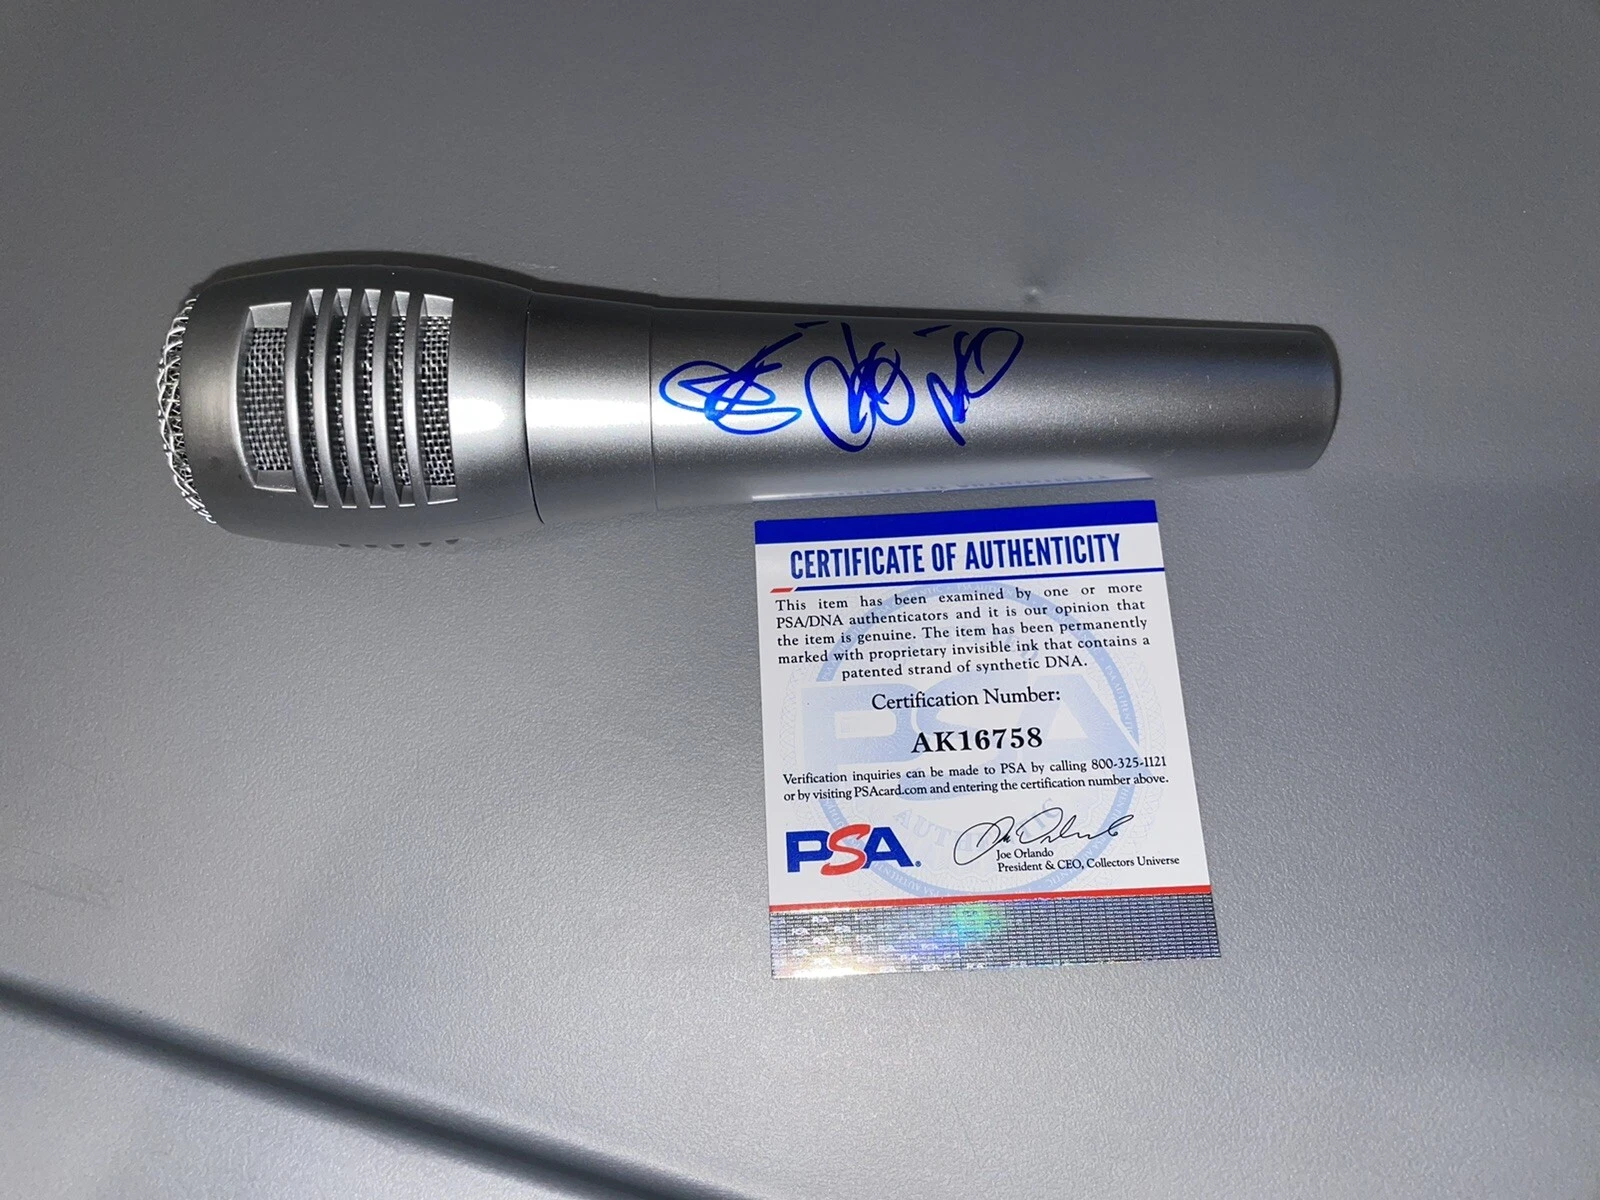 CERTIFICATE OF AUTHENTICITY
This item has been examined by one or more
PSA/DNA authenticators and it is our opinion that
the item is genuine. The item has been permanently
marked with proprietary invisible ink that contains a
patented strand of synthetic DNA.
Certification Number:
AK16758
Verification inquiries can be made to PSA by calling 800-325-1121
or by visiting PSAcard.com and entering the certification number above.
PSA
Joe Orlando
President & CEO, Collectors Universe